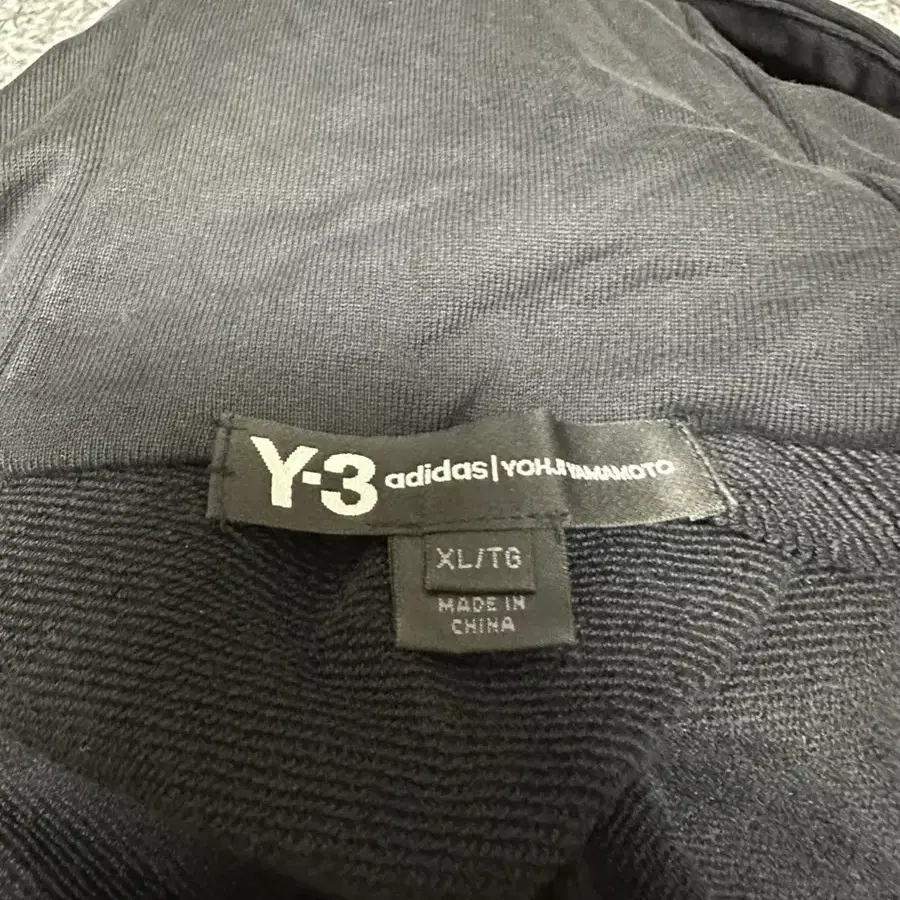 Y-3 adidas | YOHJI YAMAMOTO
XL/TG
MADE IN
CHINA